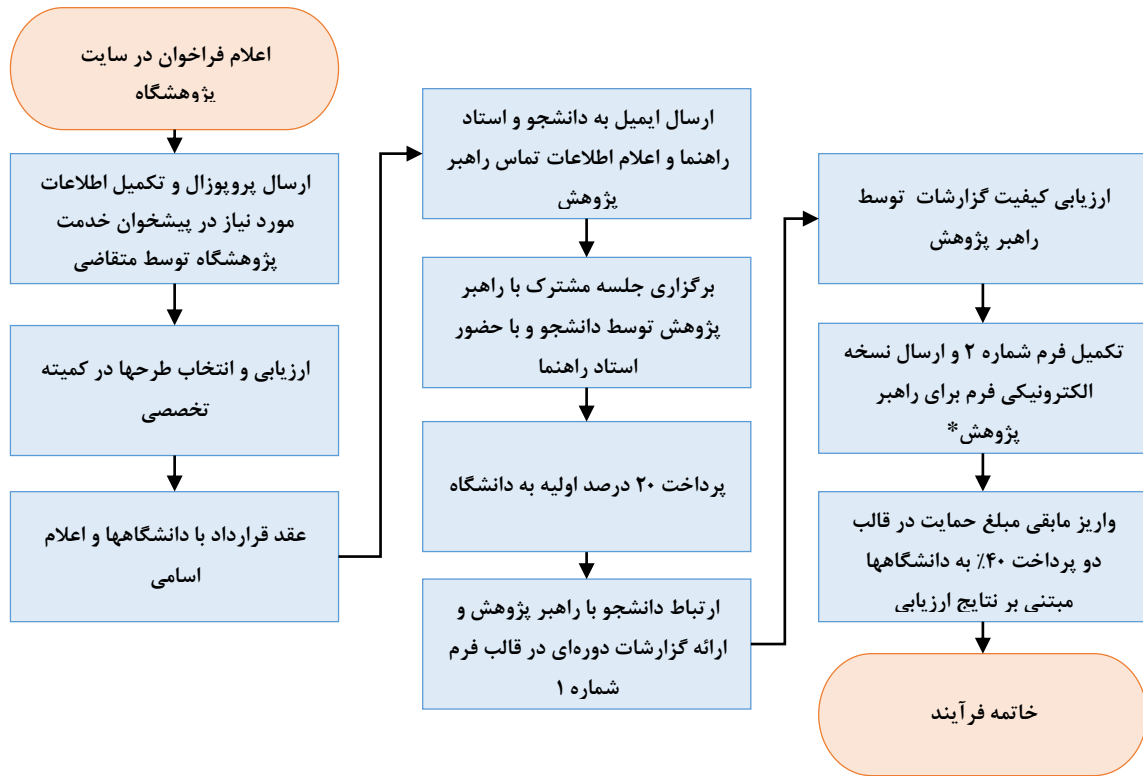 اعلام فراخوان در سایت
پژوهشگاه
ارسال پروپوزال و تکمیل اطلاعات
مورد نیاز در پیشخوان خدمت
پژوهشگاه توسط متقاضی
ارزیابی و انتخاب طرحها در کمیته
تخصصی
عقد قرارداد با دانشگاهها و اعلام
اسامی
ارسال ایمیل به دانشجو و استاد
راهنما و اعلام اطلاعات تماس راهبر
پژوهش
برگزاری جلسه مشترک با راهبر
پژوهش توسط دانشجو و با حضور
استاد راهنما
پرداخت ۲۰ درصد اولیه به دانشگاه
ارتباط دانشجو با راهبر پژوهش و
ارائه گزارشات دوره‌ای در قالب فرم
شماره ۱
ارزیابی کیفیت گزارشات توسط
راهبر پژوهش
تکمیل فرم شماره ۲ و ارسال نسخه
الکترونیکی فرم برای راهبر
پژوهش*
واریز مابقی مبلغ حمایت در قالب
دو پرداخت ۴۰٪ به دانشگاهها
مبتنی بر نتایج ارزیابی
خاتمه فرآیند